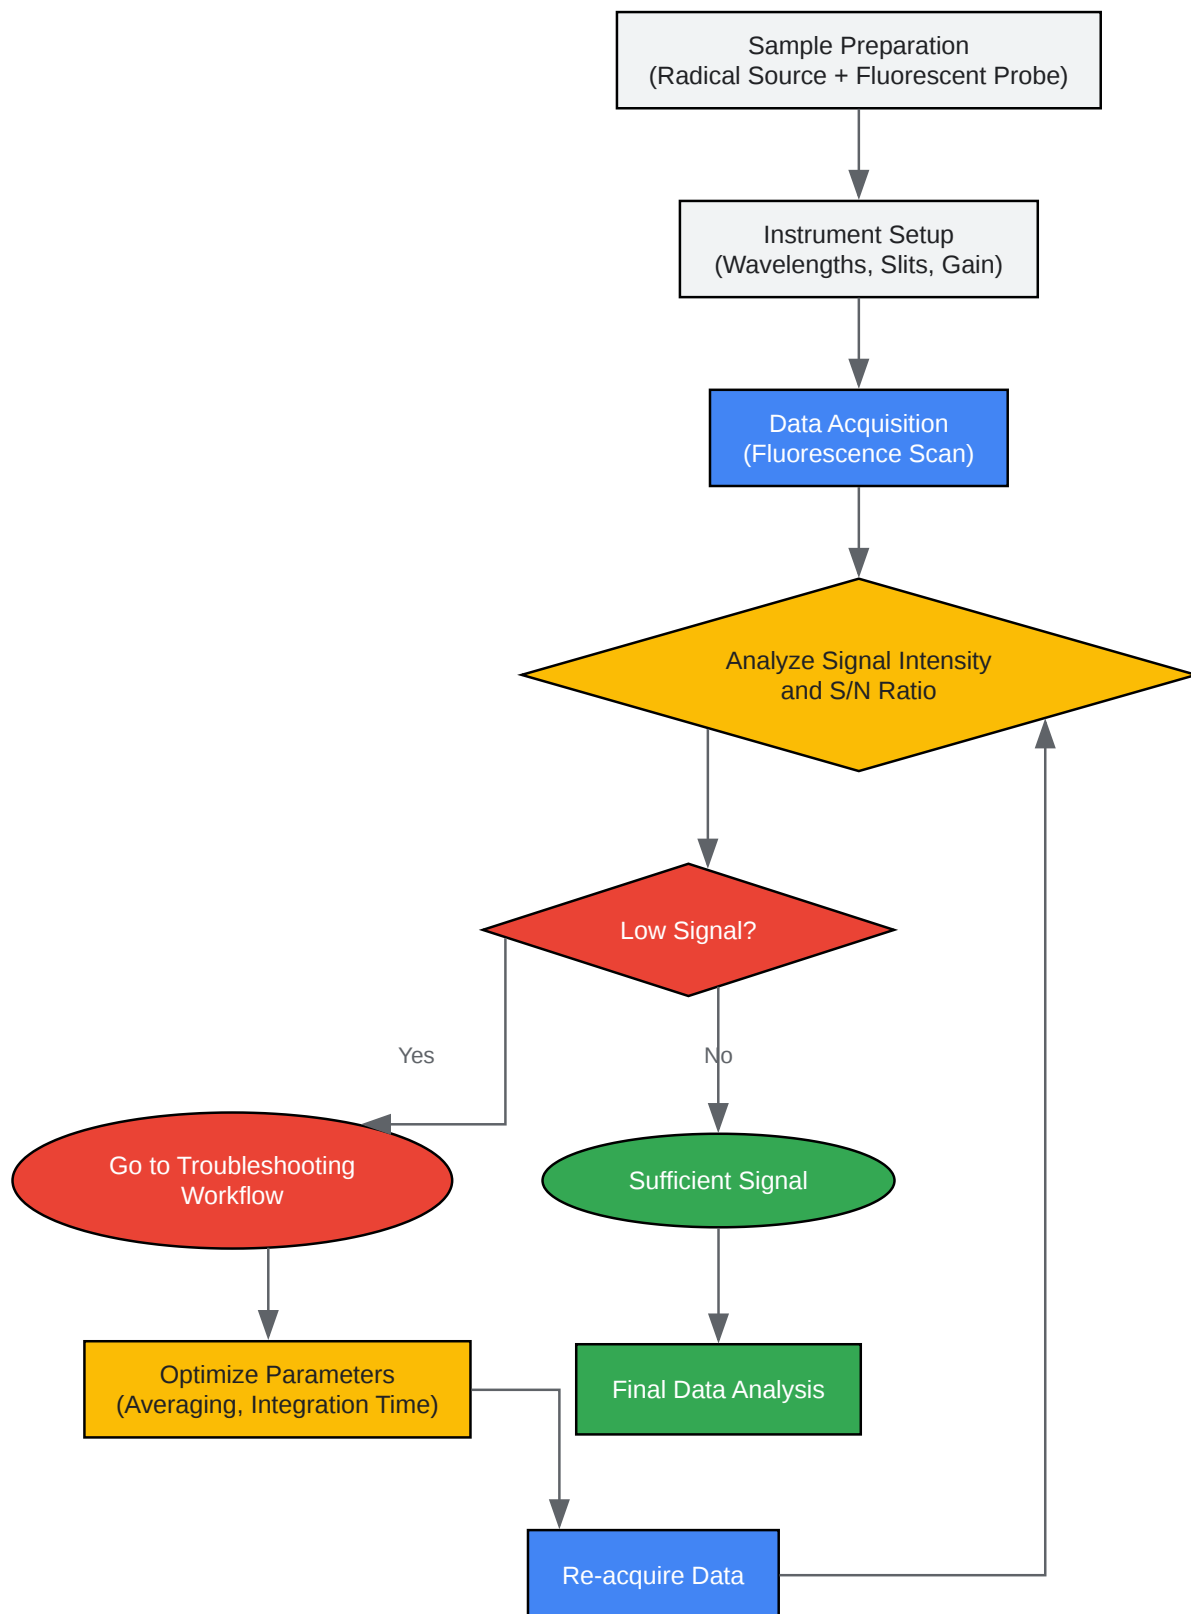 Sample Preparation
(Radical Source + Fluorescent Probe)
Instrument Setup
(Wavelengths, Slits, Gain)
Data Acquisition
(Fluorescence Scan)
Analyze Signal Intensity
and S/N Ratio
Low Signal?
Yes
No
Go to Troubleshooting
Workflow
Sufficient Signal
Optimize Parameters
(Averaging, Integration Time)
Final Data Analysis
Re-acquire Data